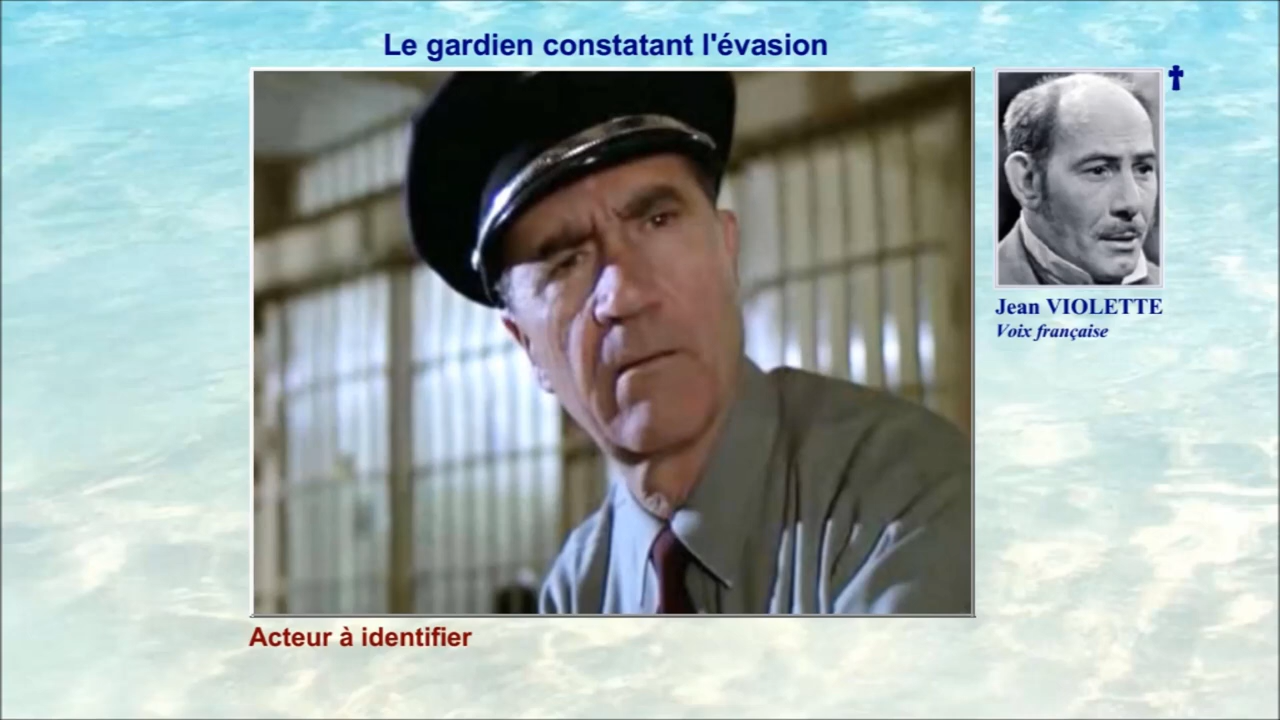 Le gardien constatant l'évasion
Jean VIOLETTE
Voix française
Acteur à identifier